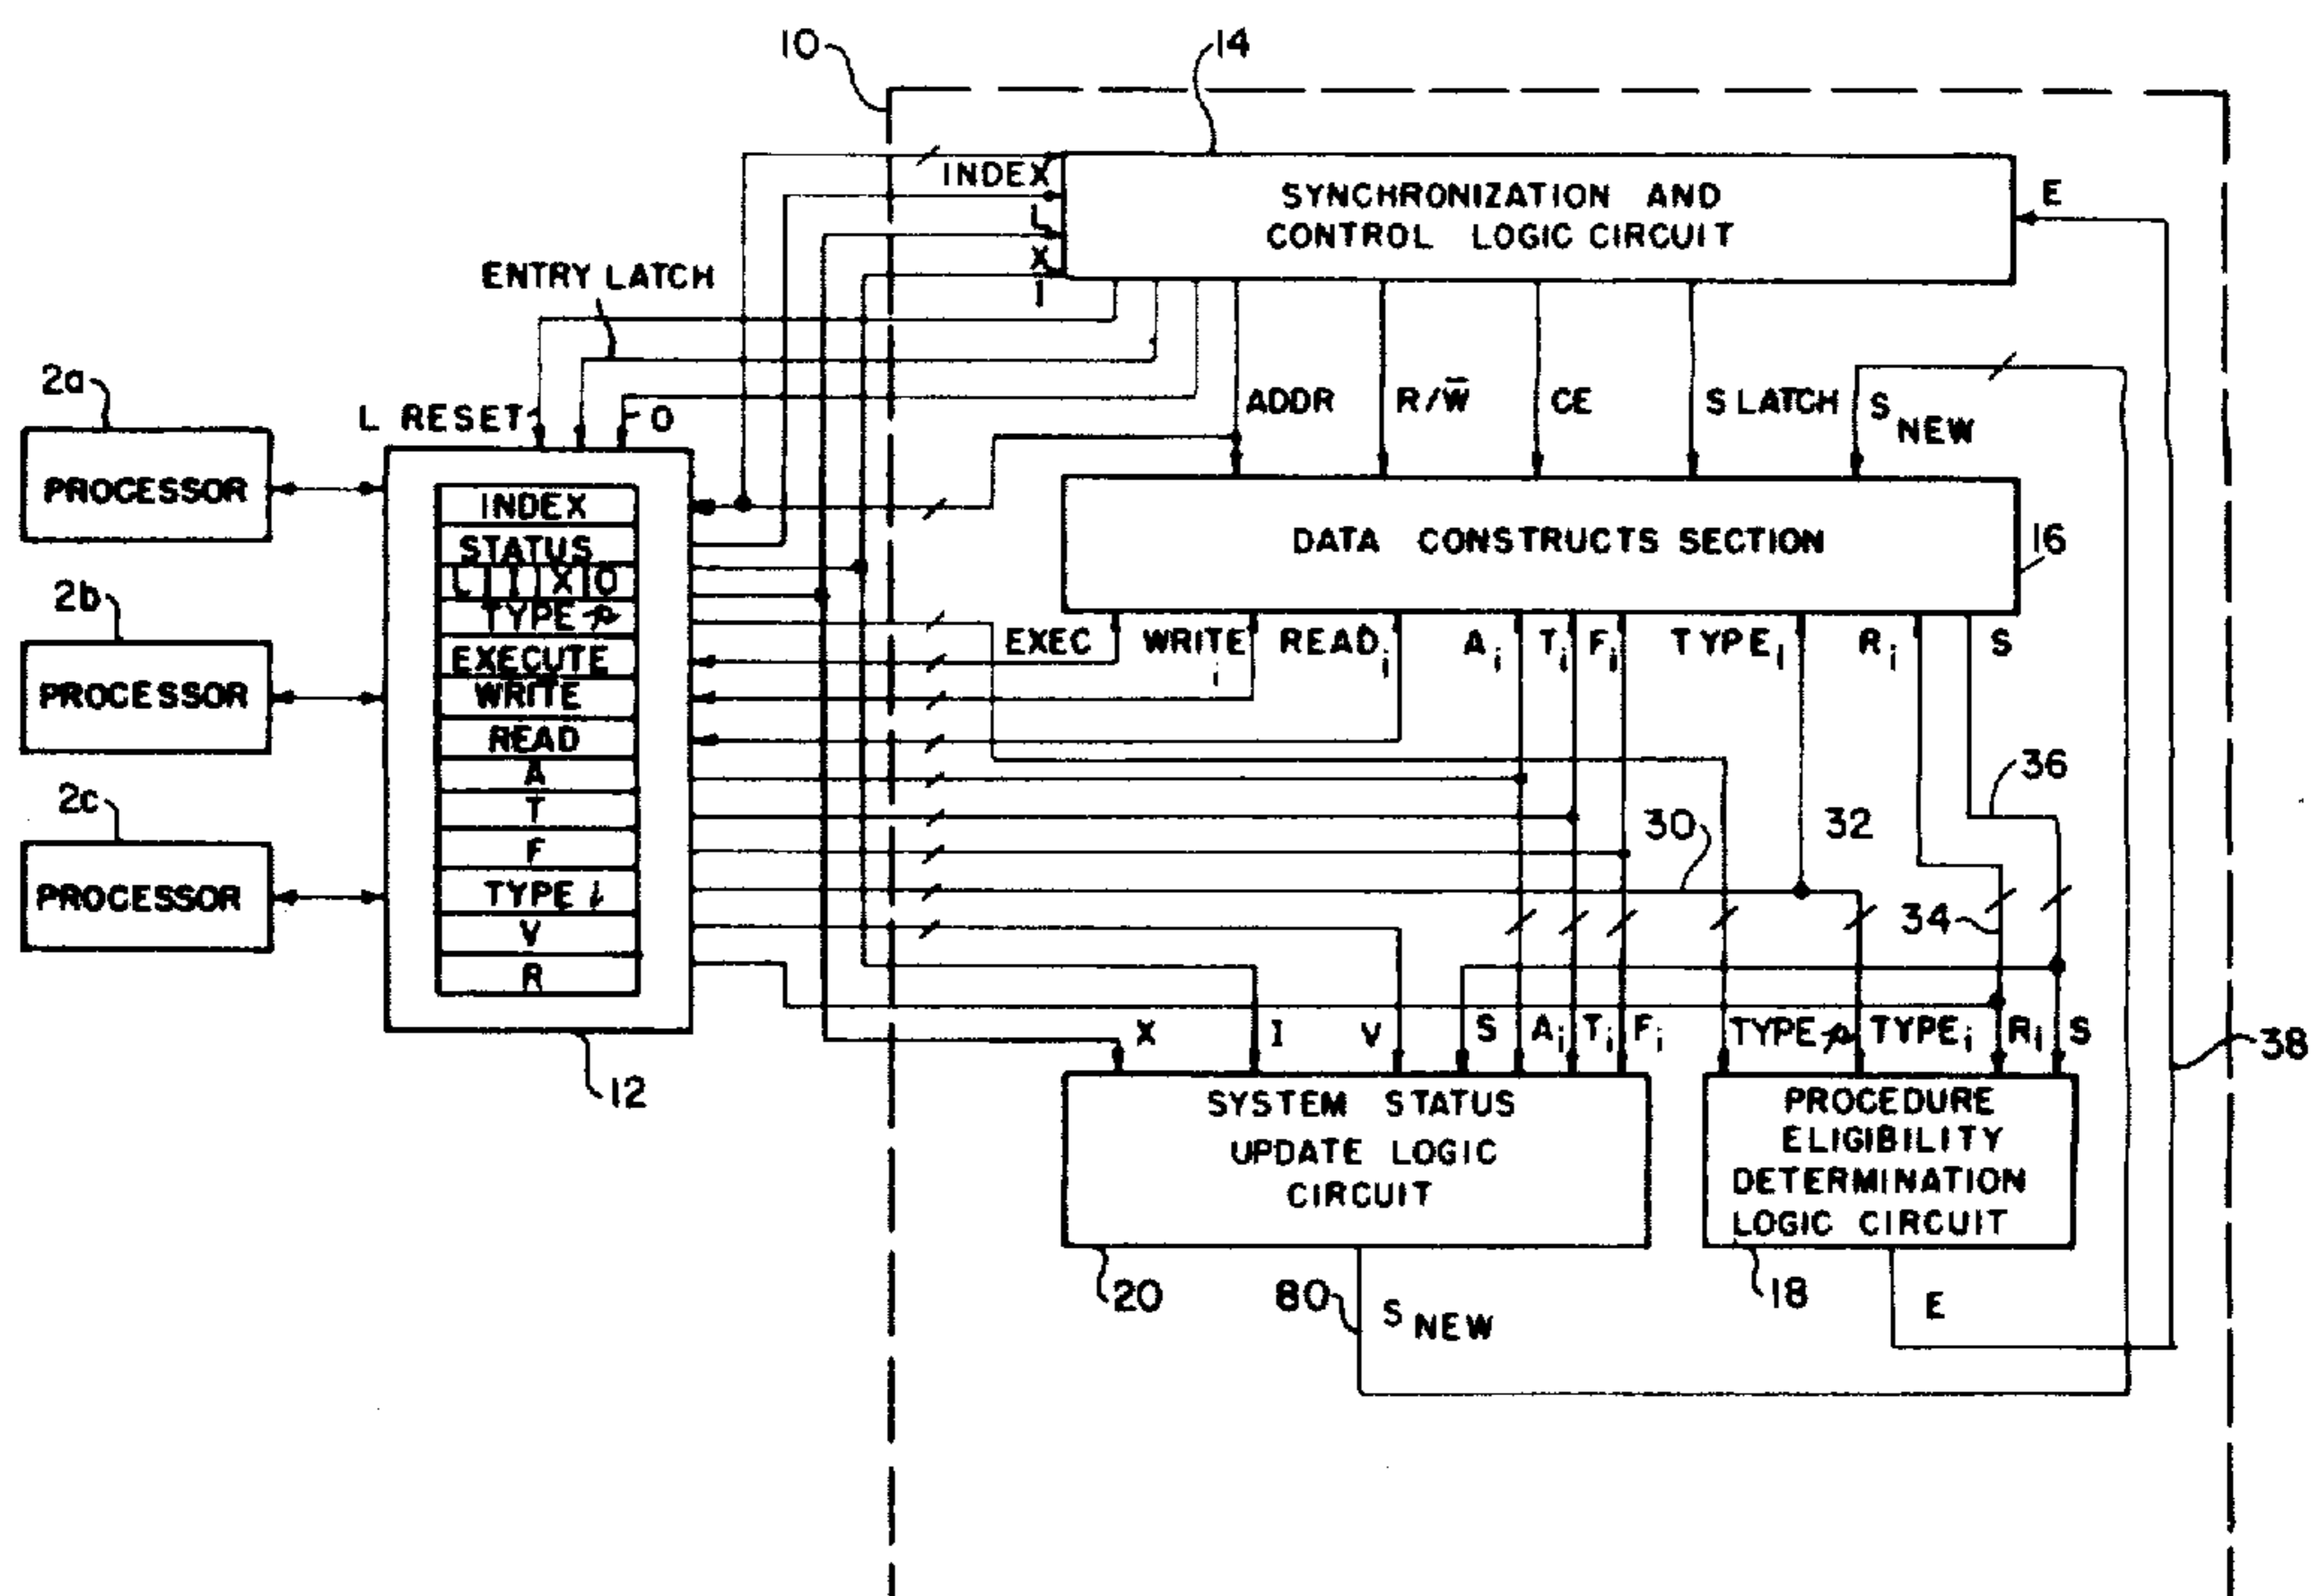 10
14
INDEX
L
X
I
SYNCHRONIZATION AND
CONTROL LOGIC CIRCUIT
E
ENTRY LATCH
2a
L RESET
O
ADDR
R/W̅
CE
S LATCH
S NEW
PROCESSOR
INDEX
STATUS
L I X O
TYPE p
EXECUTE
WRITE
READ
A
T
F
TYPE i
V
R
12
2b
PROCESSOR
2c
PROCESSOR
DATA CONSTRUCTS SECTION
16
EXEC
WRITE i
READ i
A i
T i
F i
TYPE i
R i
S
36
30
32
34
38
X
I
V
S
A i
T i
F i
TYPE p
TYPE i
R i
S
SYSTEM STATUS
UPDATE LOGIC
CIRCUIT
20
PROCEDURE
ELIGIBILITY
DETERMINATION
LOGIC CIRCUIT
18
80
S NEW
E